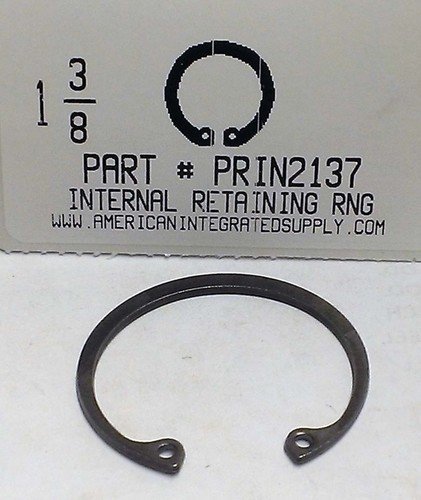 1 3/8
PART # PRIN2137
INTERNAL RETAINING RNG
WWW.AMERICANINTEGRATEDSUPPLY.COM